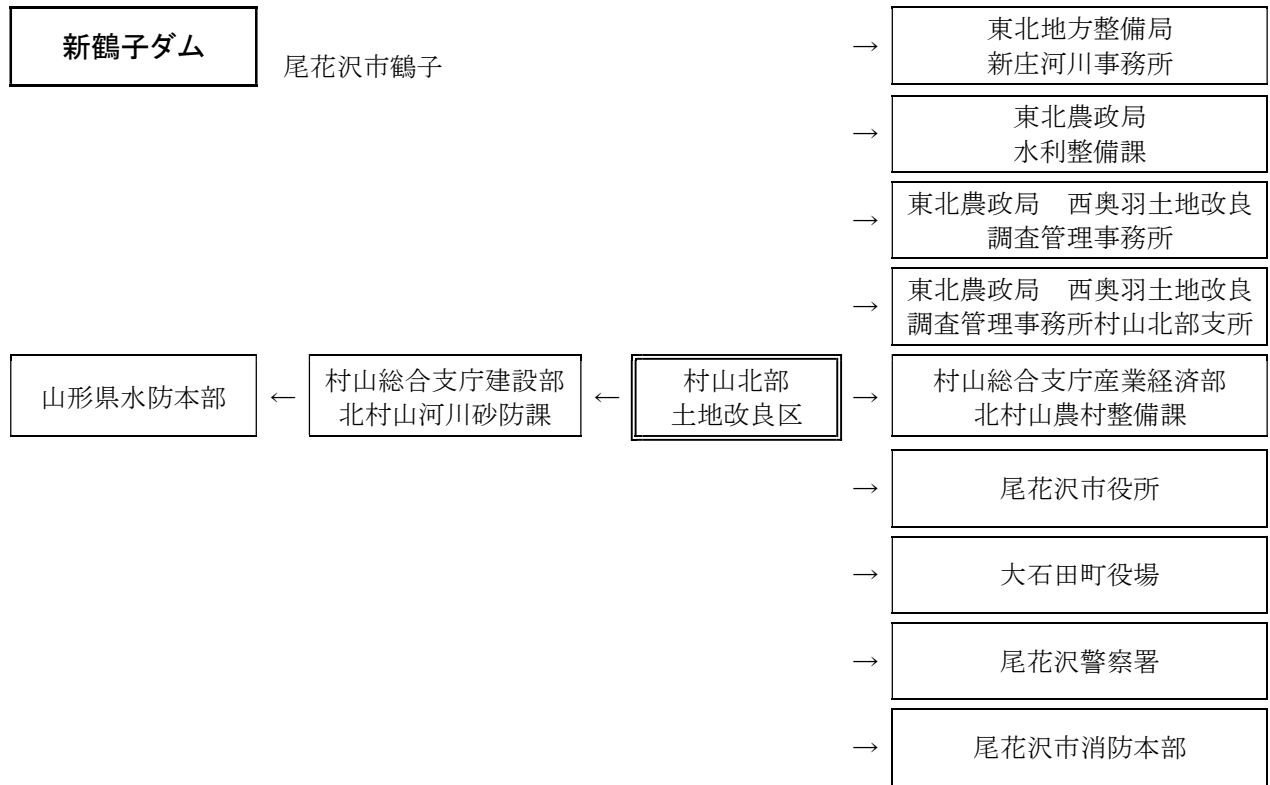 新鶴子ダム
尾花沢市鶴子
→
東北地方整備局
新庄河川事務所
→
東北農政局
水利整備課
→
東北農政局　西奥羽土地改良
調査管理事務所
→
東北農政局　西奥羽土地改良
調査管理事務所村山北部支所
山形県水防本部
←
村山総合支庁建設部
北村山河川砂防課
←
村山北部
土地改良区
→
村山総合支庁産業経済部
北村山農村整備課
→
尾花沢市役所
→
大石田町役場
→
尾花沢警察署
→
尾花沢市消防本部